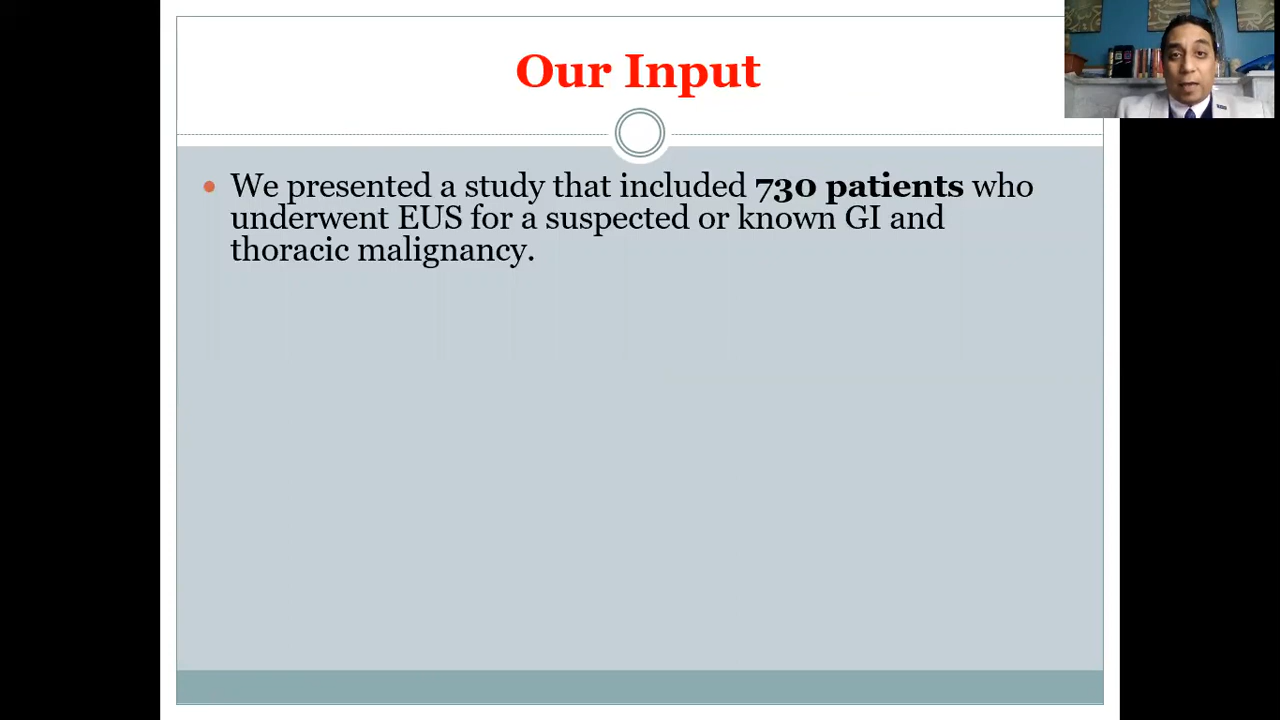 Our Input
• We presented a study that included 730 patients who
underwent EUS for a suspected or known GI and
thoracic malignancy.